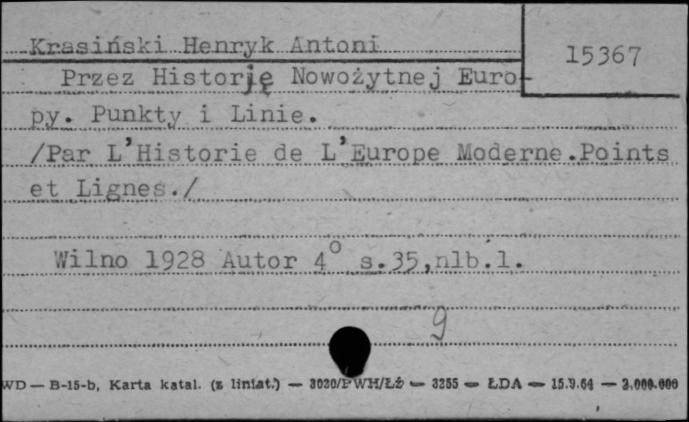 Krasiński Henryk Antoni
15367
Przez Historję Nowożytnej Euro-
py. Punkty i Linie.
/Par L'Historie de L'Europe Moderne.Points
et Lignes./
Wilno 1928 Autor 4° s.35,nlb.1.
9
WD — B-15-b, Karta katal. (z liniat.) — 3020/PWH/ŁŻ — 3255 — ŁDA — 15.9.64 — 2.000.000